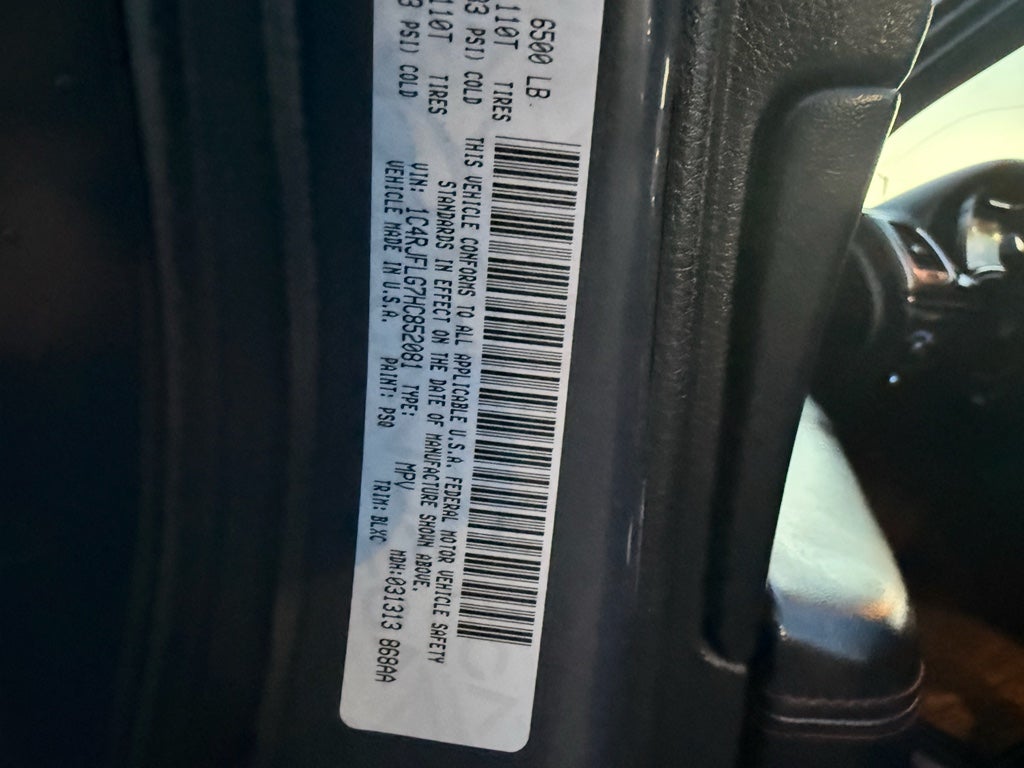 6500 LB
110T TIRES
PSI) COLD
110T TIRES
PSI) COLD
THIS VEHICLE CONFORMS TO ALL APPLICABLE U.S.A. FEDERAL MOTOR VEHICLE SAFETY
STANDARDS IN EFFECT ON THE DATE OF MANUFACTURE SHOWN ABOVE.
VIN: 1C4RJFLG7HC852081 TYPE: MPV MDH:031313 868AA
VEHICLE MADE IN U.S.A. PAINT: PSQ TRIM: BLXC